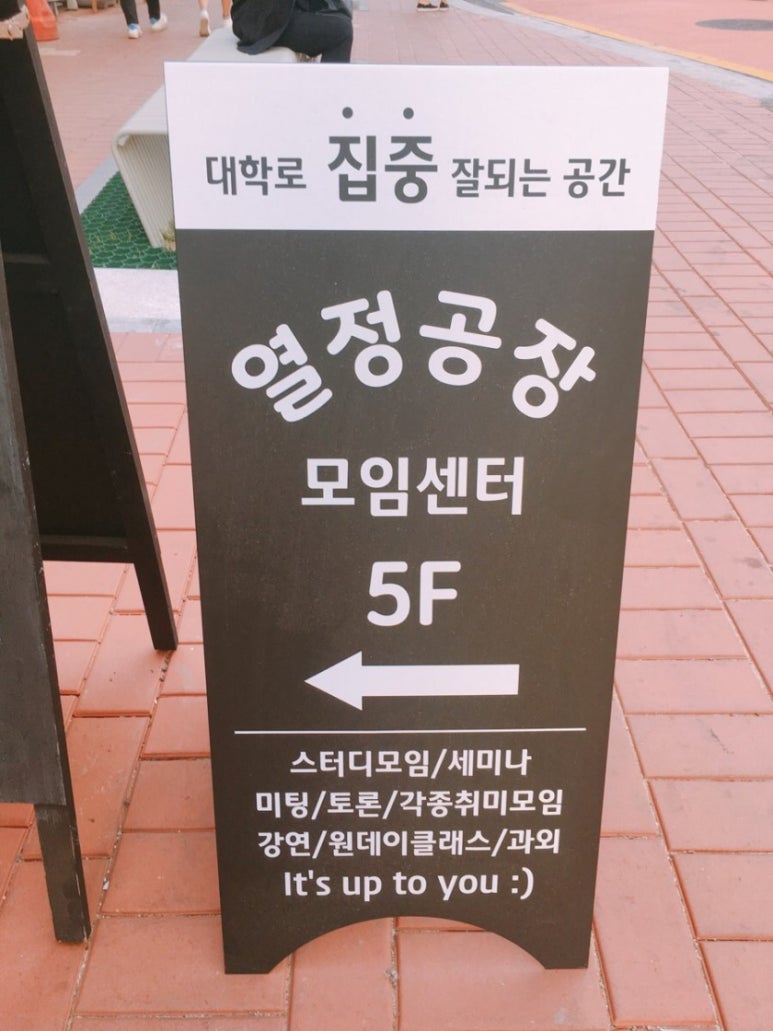 대학로 집중 잘되는 공간
열정공장
모임센터
5F
스터디모임/세미나
미팅/토론/각종취미모임
강연/원데이클래스/과외
It's up to you :)